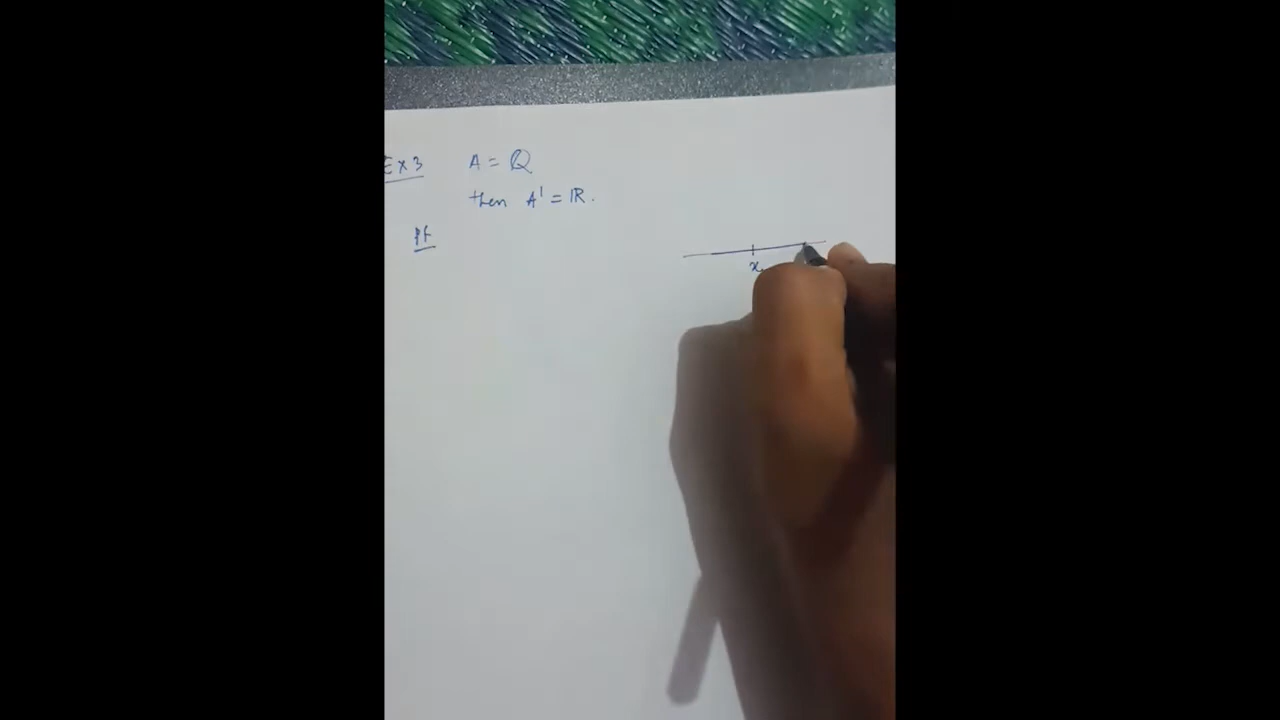 Ex 3 A = ℚ
then A' = ℝ.
Pf
x